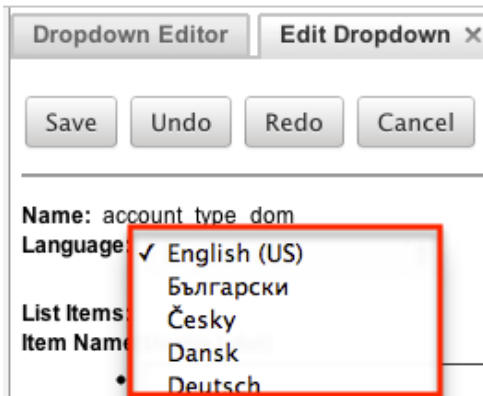 Dropdown Editor
Edit Dropdown ×
Save Undo Redo Cancel
Name: account_type_dom
Language:
✓ English (US)
Български
Česky
List Items:
Item Name
Dansk
Deutsch